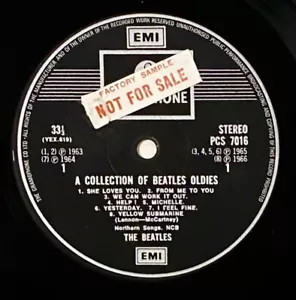 EMI
FACTORY SAMPLE
NOT FOR SALE
33⅓
(YEX.619)
STEREO
PCS 7016
(1, 2) ℗ 1963
(7) ℗ 1964
(3, 4, 5, 6) ℗ 1965
(8) ℗ 1966
1
1
A COLLECTION OF BEATLES OLDIES
1. SHE LOVES YOU. 2. FROM ME TO YOU
3. WE CAN WORK IT OUT.
4. HELP! 5. MICHELLE.
6. YESTERDAY. 7. I FEEL FINE.
8. YELLOW SUBMARINE
(Lennon—McCartney)
Northern Songs, NCB
THE BEATLES
EMI